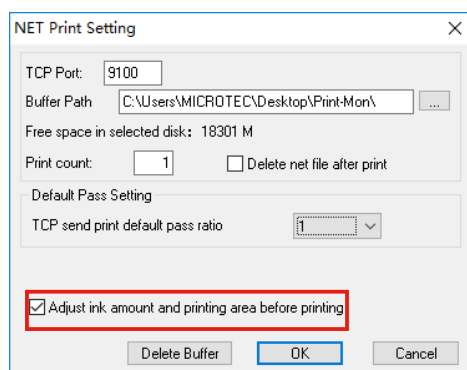 NET Print Setting
TCP Port: 9100
Buffer Path C:\Users\MICROTEC\Desktop\Print-Mon\ ...
Free space in selected disk: 18301 M
Print count: 1 Delete net file after print
Default Pass Setting
TCP send print default pass ratio 1
Adjust ink amount and printing area before printing
Delete Buffer OK Cancel